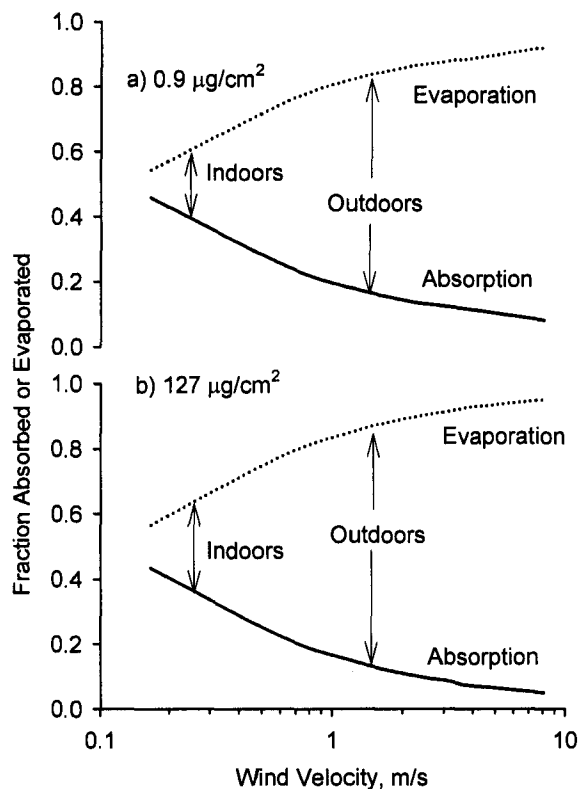 Fraction Absorbed or Evaporated
1.0
0.8
0.6
0.4
0.2
0.0
a) 0.9 μg/cm²
Evaporation
Indoors
Outdoors
Absorption
1.0
0.8
0.6
0.4
0.2
0.0
b) 127 μg/cm²
Evaporation
Indoors
Outdoors
Absorption
0.1
1
10
Wind Velocity, m/s